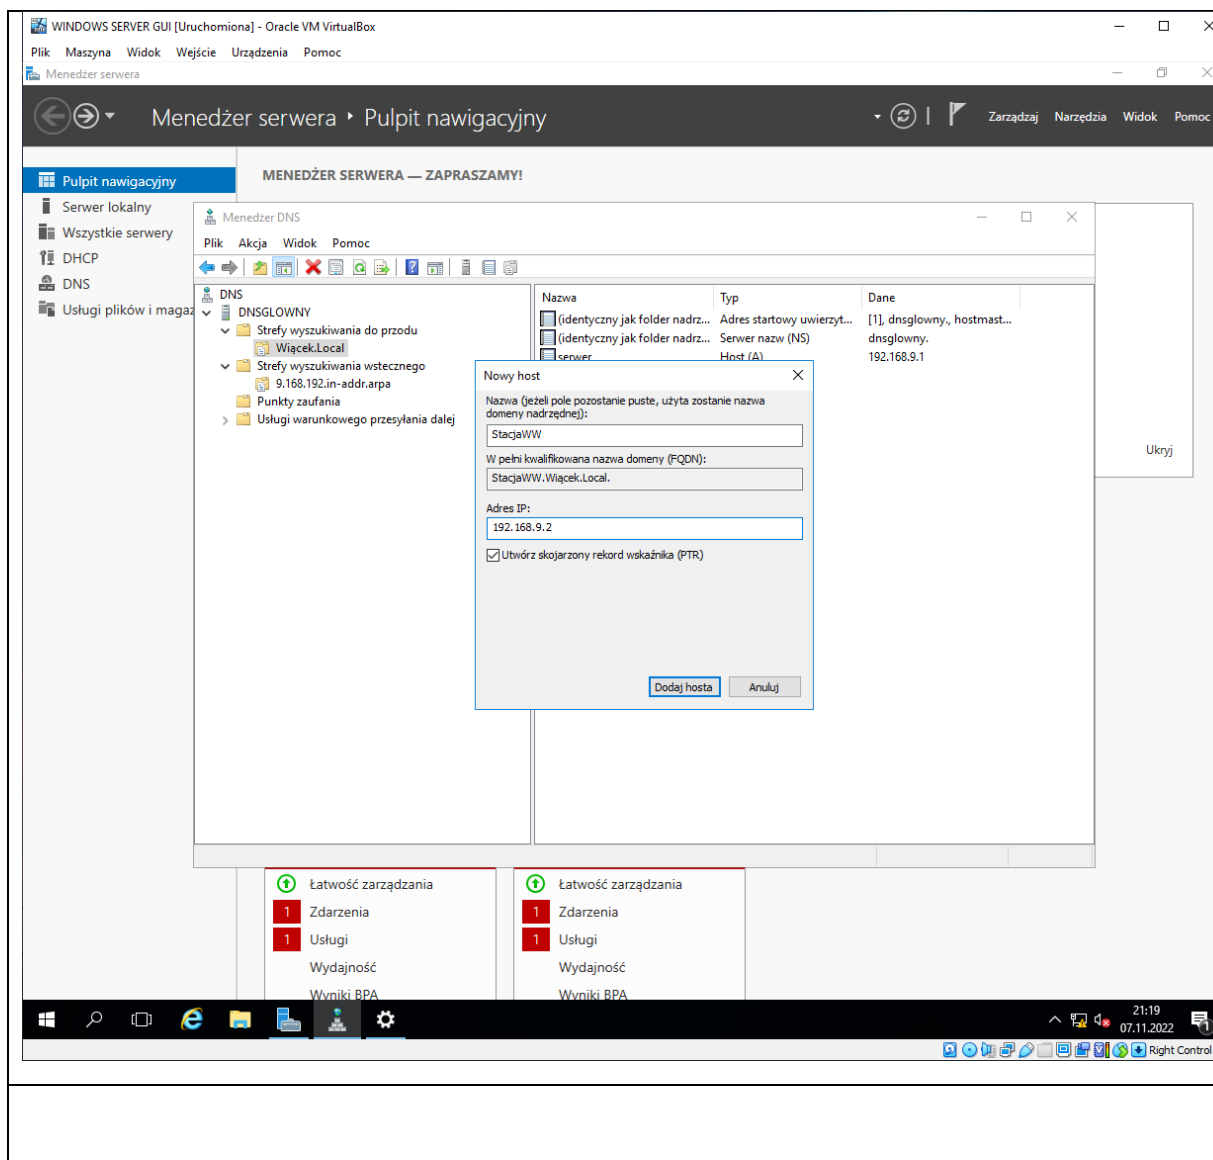 WINDOWS SERVER GUI [Uruchomiona] - Oracle VM VirtualBox
Plik Maszyna Widok Wejście Urządzenia Pomoc
Menedżer serwera
Menedżer serwera • Pulpit nawigacyjny
Zarządzaj Narzędzia Widok Pomoc
Pulpit nawigacyjny
Serwer lokalny
Wszystkie serwery
DHCP
DNS
Usługi plików i magaz
MENEDŻER SERWERA — ZAPRASZAMY!
Menedżer DNS
Plik Akcja Widok Pomoc
DNS
DNSGLOWNY
Strefy wyszukiwania do przodu
Wiącek.Local
Strefy wyszukiwania wstecznego
9.168.192.in-addr.arpa
Punkty zaufania
Usługi warunkowego przesyłania dalej
Nazwa Typ Dane
(identyczny jak folder nadrz... Adres startowy uwierzyt... [1], dnsglowny., hostmast...
(identyczny jak folder nadrz... Serwer nazw (NS) dnsglowny.
serwer Host (A) 192.168.9.1
Nowy host
Nazwa (jeżeli pole pozostanie puste, użyta zostanie nazwa
domeny nadrzędnej):
StacjaWW
W pełni kwalifikowana nazwa domeny (FQDN):
StacjaWW.Wiącek.Local.
Adres IP:
192.168.9.2
Utwórz skojarzony rekord wskaźnika (PTR)
Dodaj hosta Anuluj
Ukryj
Łatwość zarządzania
1 Zdarzenia
1 Usługi
Wydajność
Wyniki BPA
Łatwość zarządzania
1 Zdarzenia
1 Usługi
Wydajność
Wyniki BPA
21:19
07.11.2022
1
Right Control